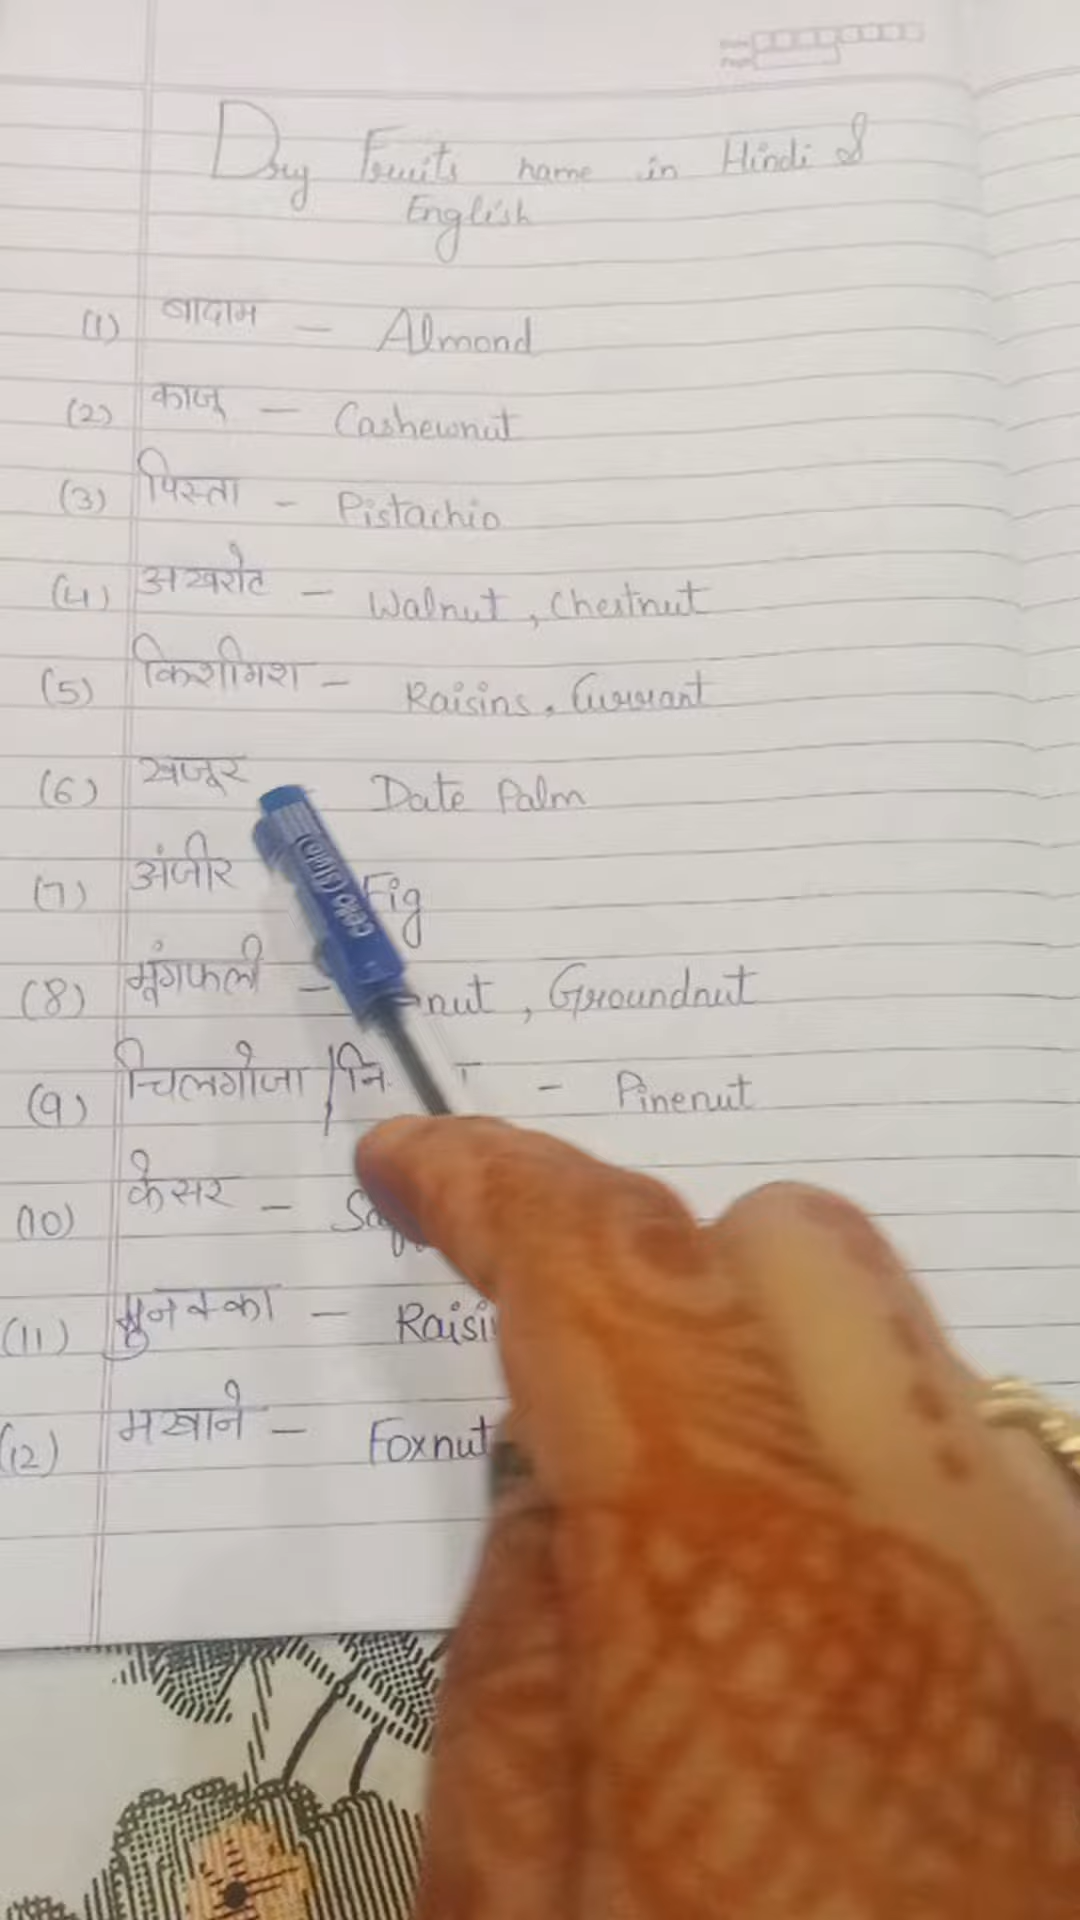 Dry Fruits name in Hindi &
English
(1) बादाम - Almond
(2) काजू - Cashewnut
(3) पिस्ता - Pistachio
(4) अखरोट - Walnut, Chestnut
(5) किशमिश - Raisins, Currant
(6) खजूर Date Palm
(7) अंजीर Fig
(8) मूंगफली - nut, Groundnut
(9) चिलगोजा / - Pinenut
(10) केसर -
(11) मुनक्का -
(12) मखाने - Foxnut
cello